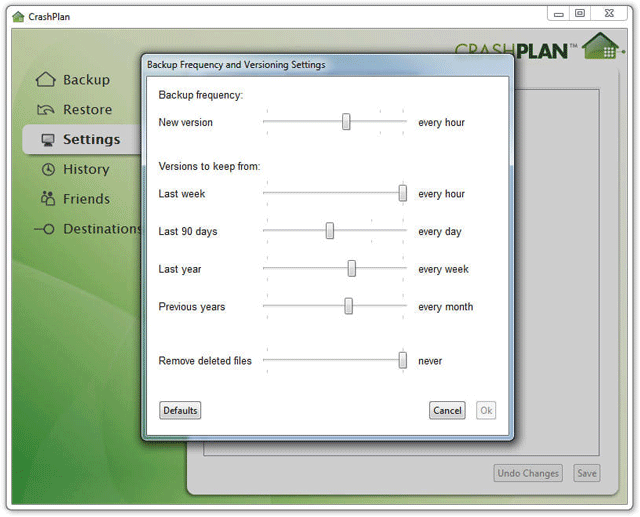 CrashPlan
CRASHPLAN™
Backup
Restore
Settings
History
Friends
Destinations
Backup Frequency and Versioning Settings
Backup frequency:
New version every hour
Versions to keep from:
Last week every hour
Last 90 days every day
Last year every week
Previous years every month
Remove deleted files never
Defaults Cancel Ok
Undo Changes Save